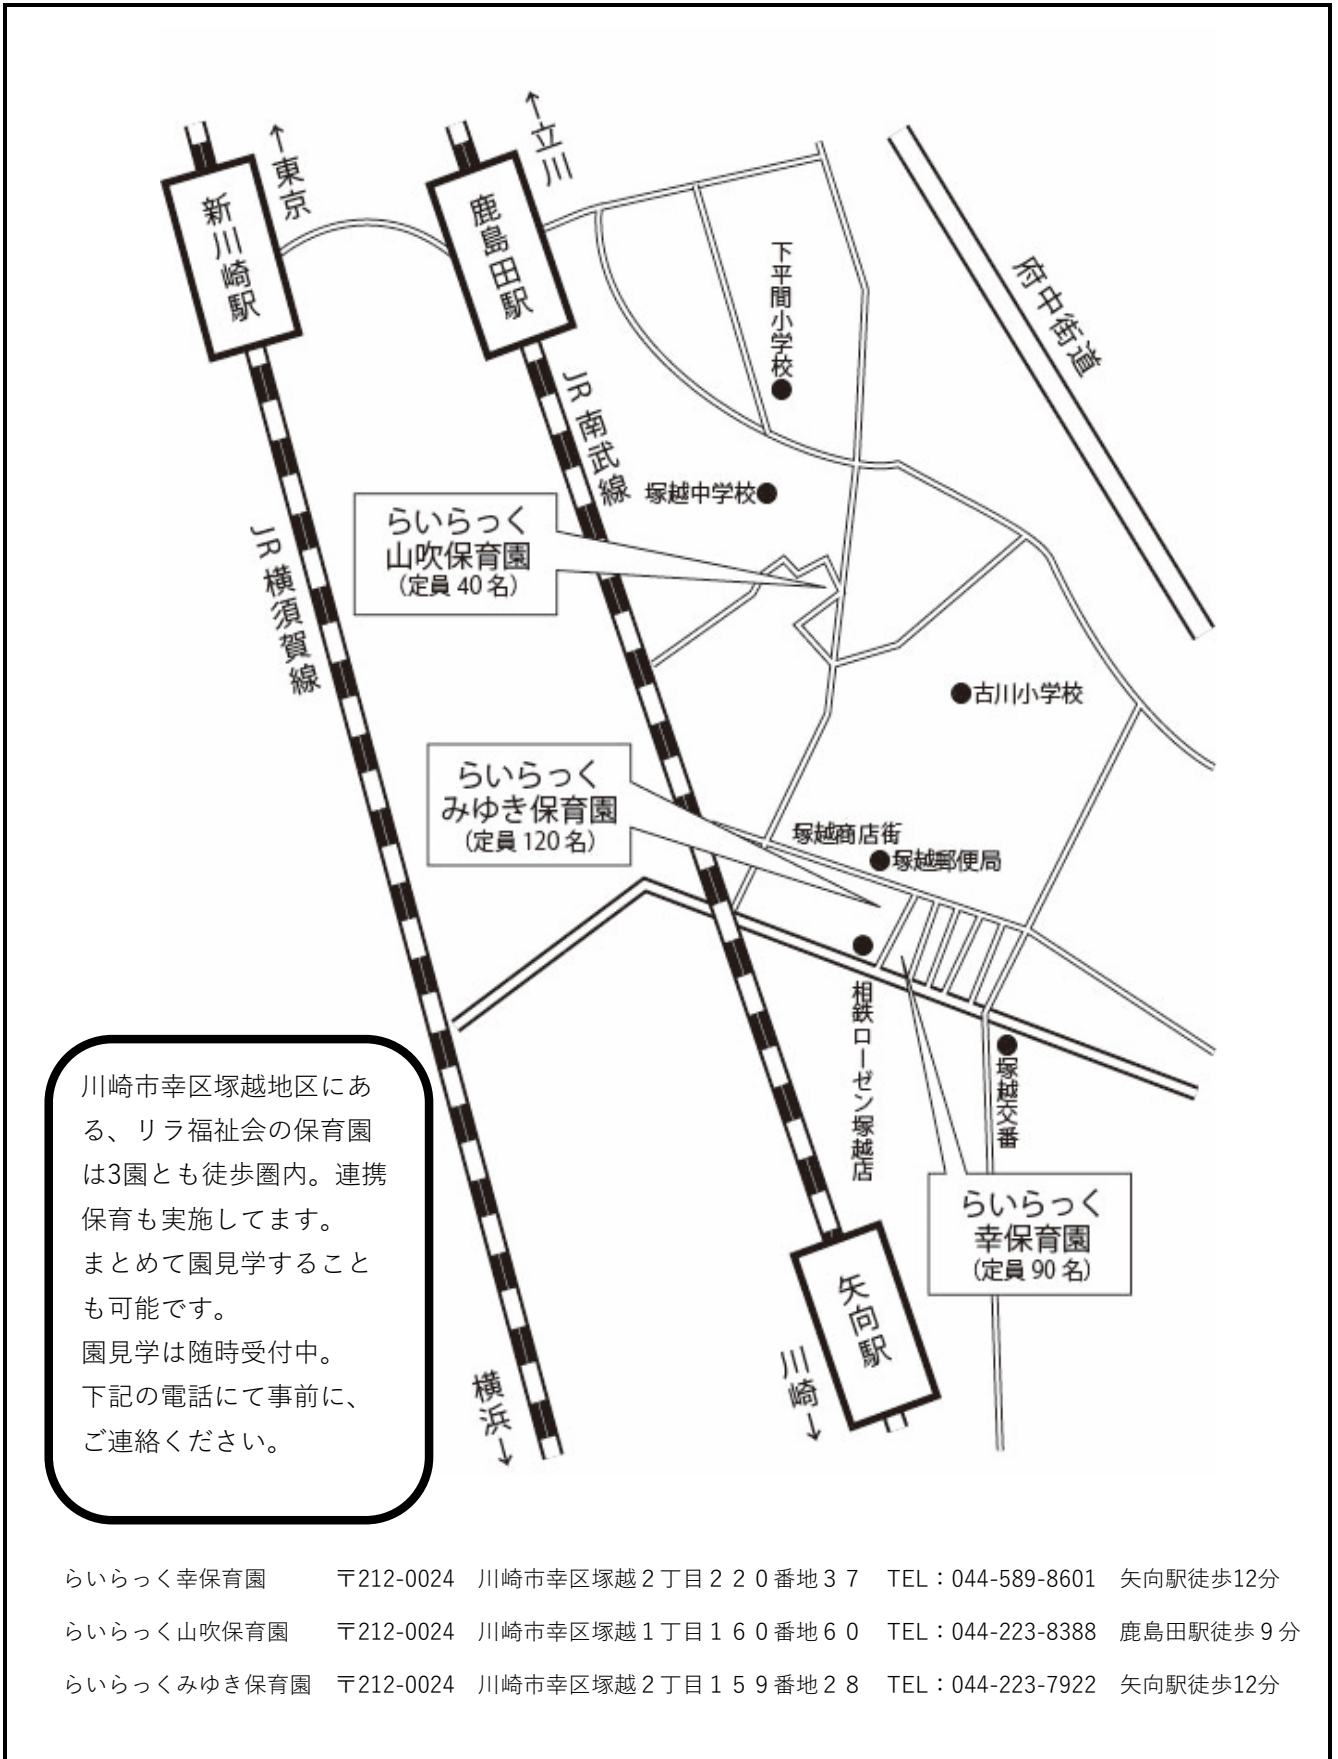 ↑立川
↑東京
新川崎駅
鹿島田駅
下平間小学校
府中街道
JR 南武線
塚越中学校
らいらっく
山吹保育園
（定員 40 名）
JR 横須賀線
古川小学校
らいらっく
みゆき保育園
（定員 120 名）
塚越商店街
塚越郵便局
相鉄ローゼン塚越店
塚越交番
らいらっく
幸保育園
（定員 90 名）
矢向駅
川崎↓
横浜↓
川崎市幸区塚越地区にあ
る、リラ福祉会の保育園
は3園とも徒歩圏内。連携
保育も実施してます。
まとめて園見学すること
も可能です。
園見学は随時受付中。
下記の電話にて事前に、
ご連絡ください。
らいらっく幸保育園 〒212-0024 川崎市幸区塚越２丁目２２０番地３７ TEL：044-589-8601 矢向駅徒歩12分
らいらっく山吹保育園 〒212-0024 川崎市幸区塚越１丁目１６０番地６０ TEL：044-223-8388 鹿島田駅徒歩９分
らいらっくみゆき保育園 〒212-0024 川崎市幸区塚越２丁目１５９番地２８ TEL：044-223-7922 矢向駅徒歩12分